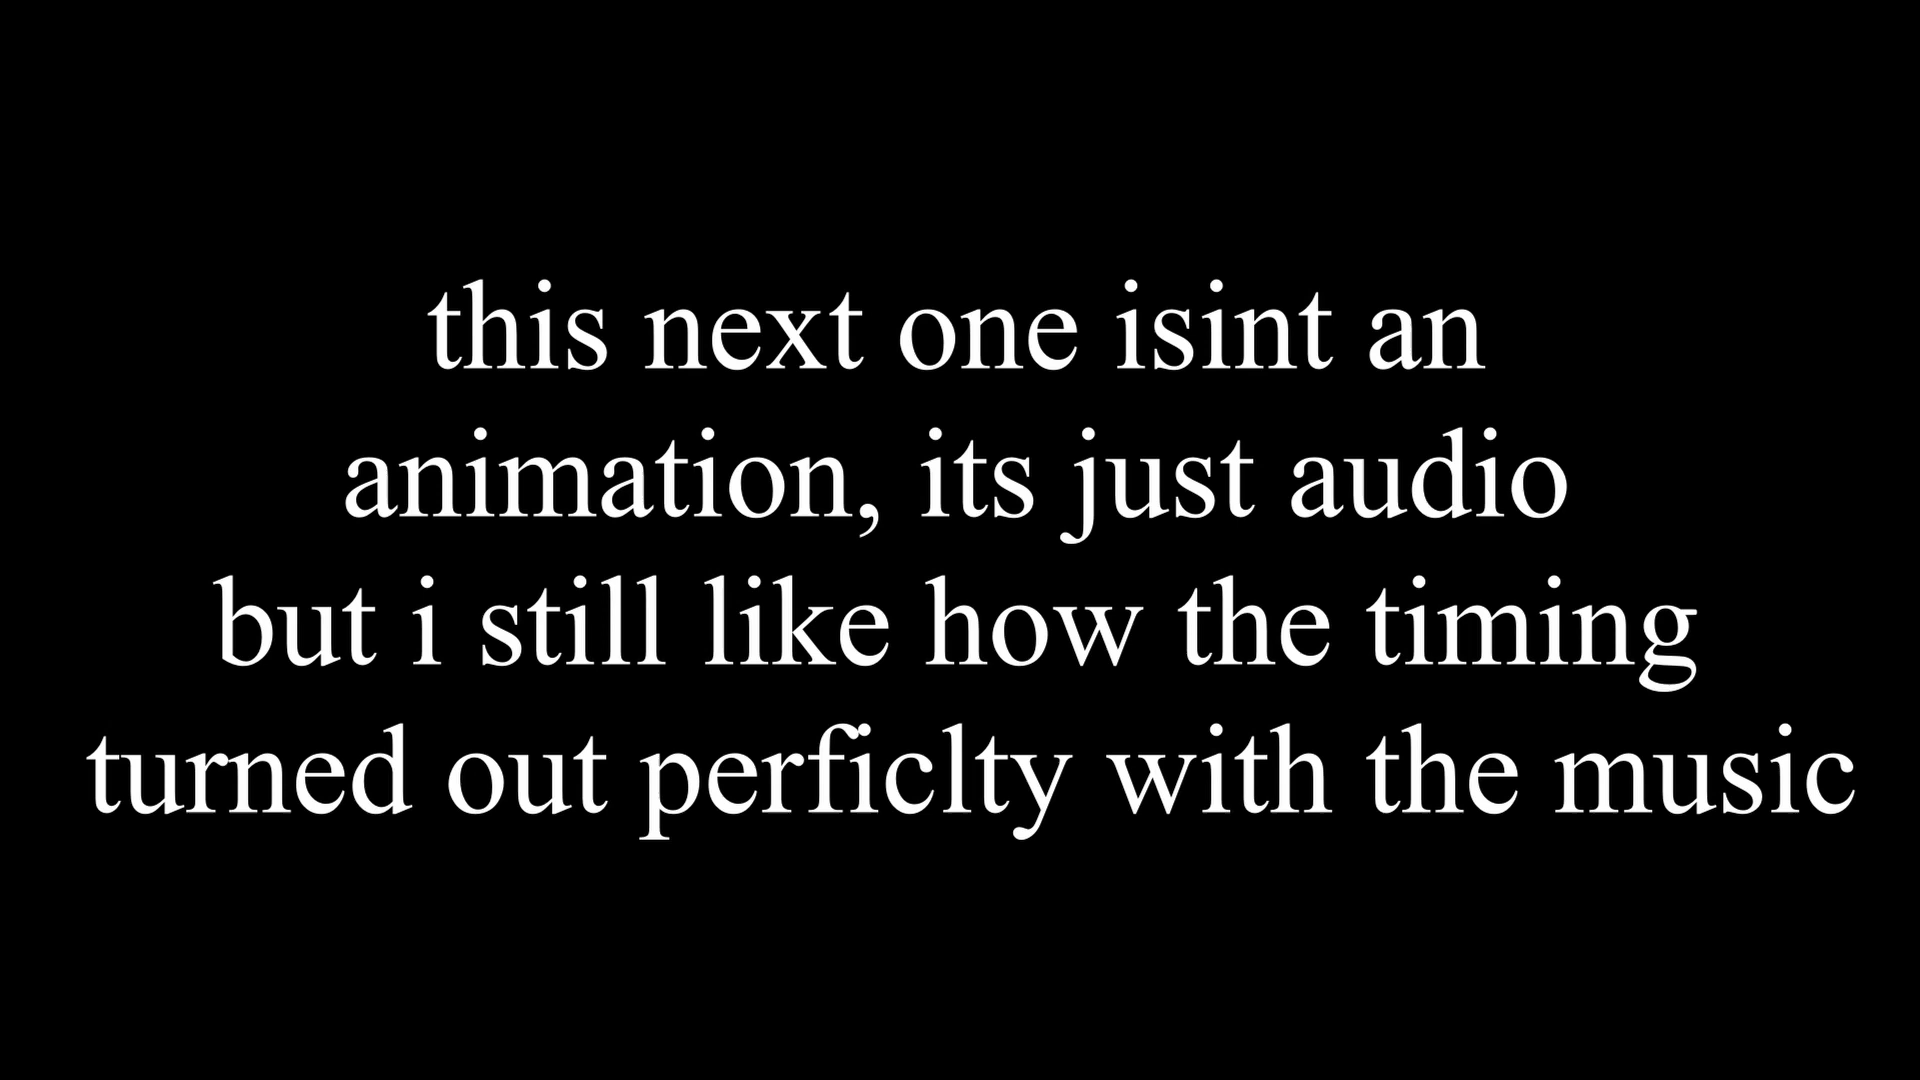 this next one isint an
animation, its just audio
but i still like how the timing
turned out perficlty with the music